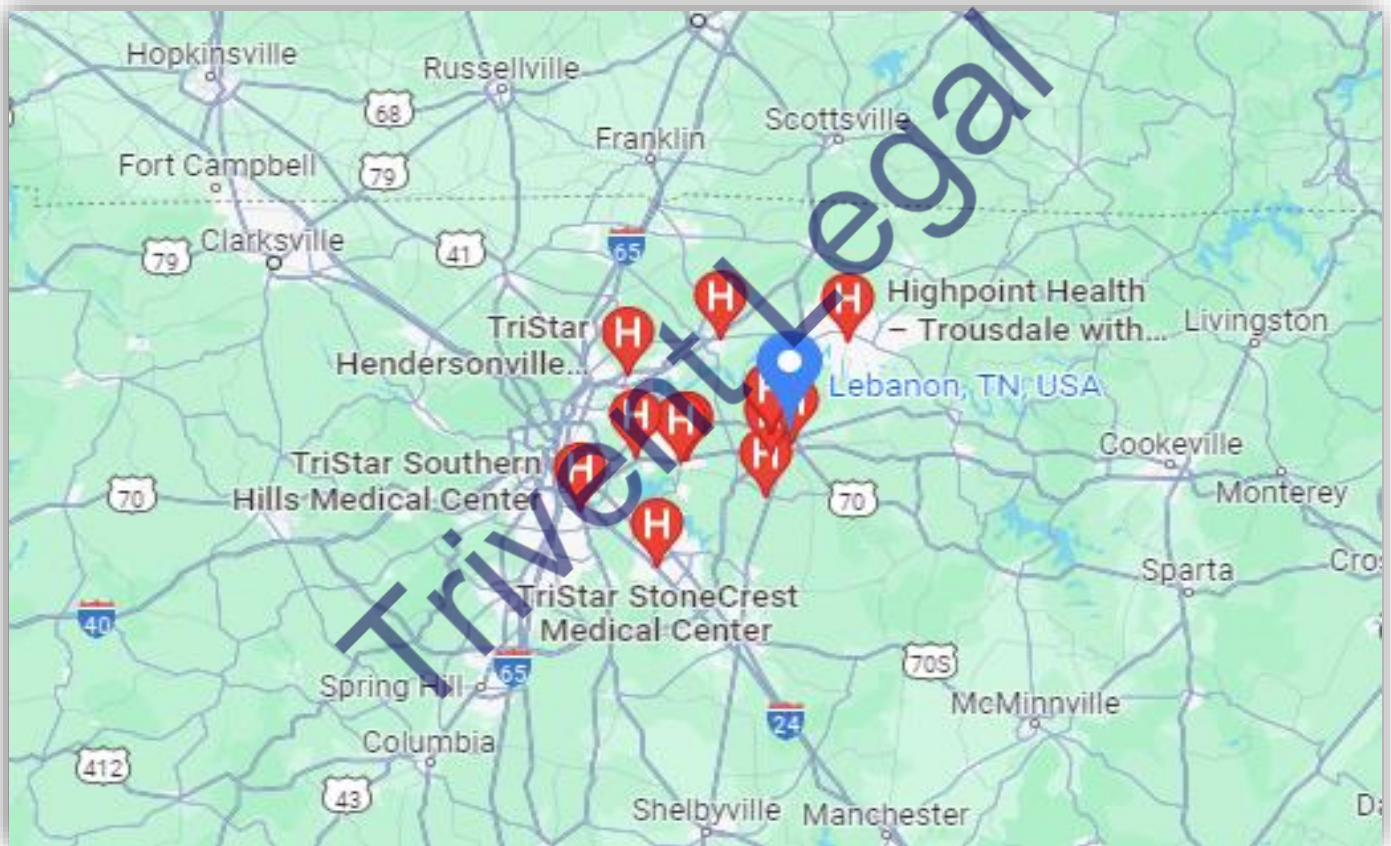 Hopkinsville
Russellville
68
Franklin
Scottsville
Fort Campbell
79
Clarksville
79
41
65
Highpoint Health
– Trousdale with...
TriStar
Hendersonville...
Livingston
Lebanon, TN, USA
H
H
H
H
H
H
H
H
Cookeville
TriStar Southern
Hills Medical Center
70
70
Monterey
Sparta
Cro
TriStar StoneCrest
Medical Center
40
65
70S
Spring Hill
McMinnville
24
Columbia
412
43
Shelbyville
Manchester
Da
Trivent Legal